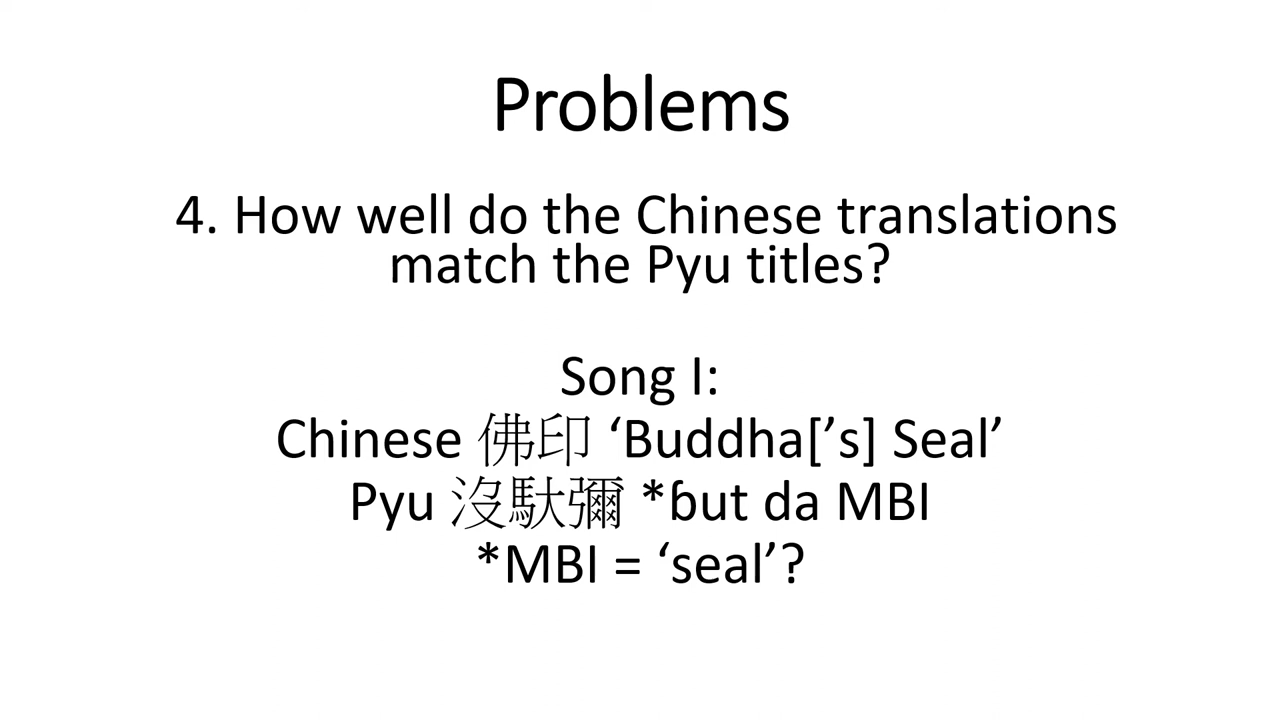 Problems
4. How well do the Chinese translations
match the Pyu titles?
Song I:
Chinese 佛印 ‘Buddha[’s] Seal’
Pyu 沒馱彌 *ɓut da MBI
*MBI = ‘seal’?